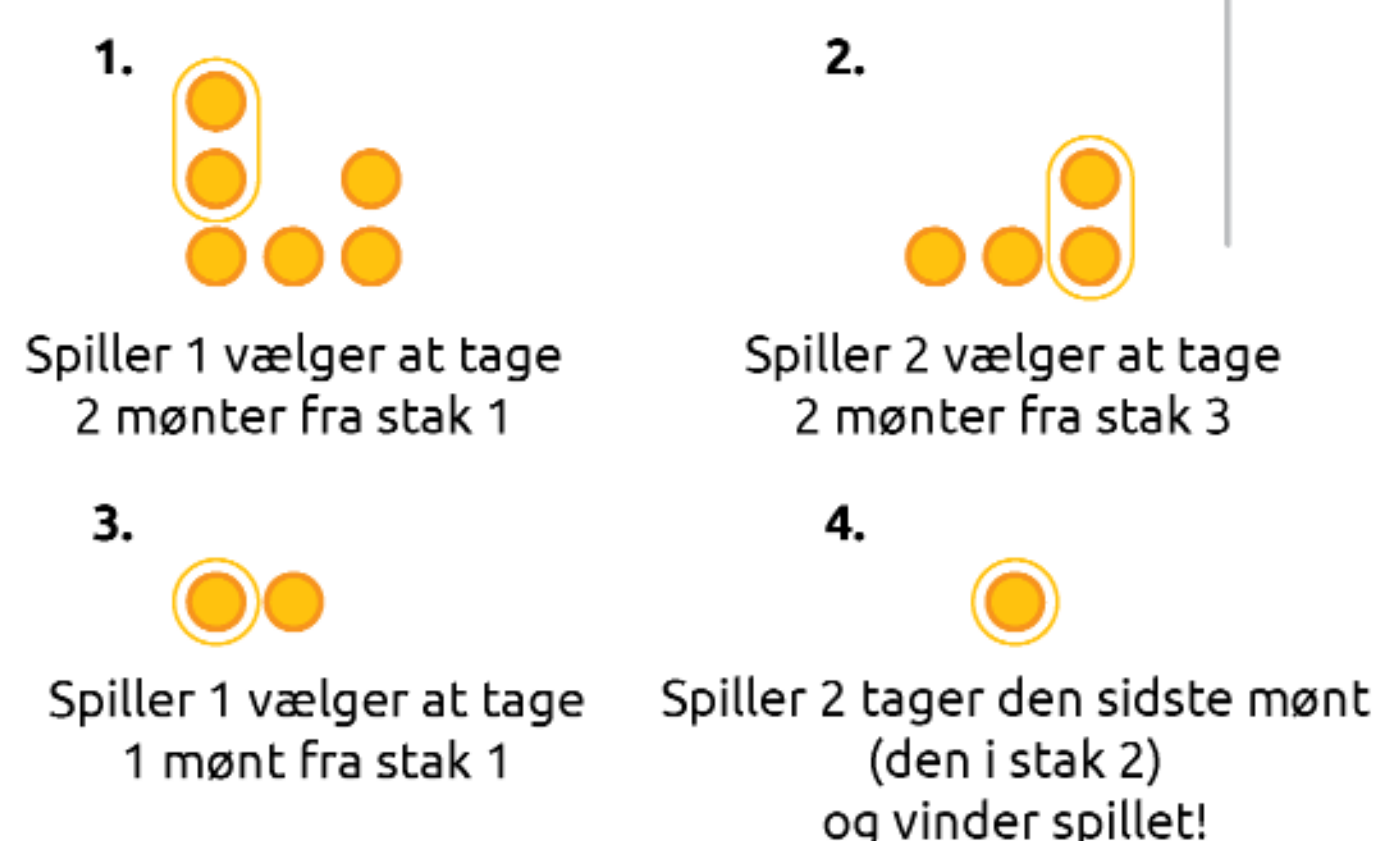 1.
Spiller 1 vælger at tage
2 mønter fra stak 1
2.
Spiller 2 vælger at tage
2 mønter fra stak 3
3.
Spiller 1 vælger at tage
1 mønt fra stak 1
4.
Spiller 2 tager den sidste mønt
(den i stak 2)
og vinder spillet!